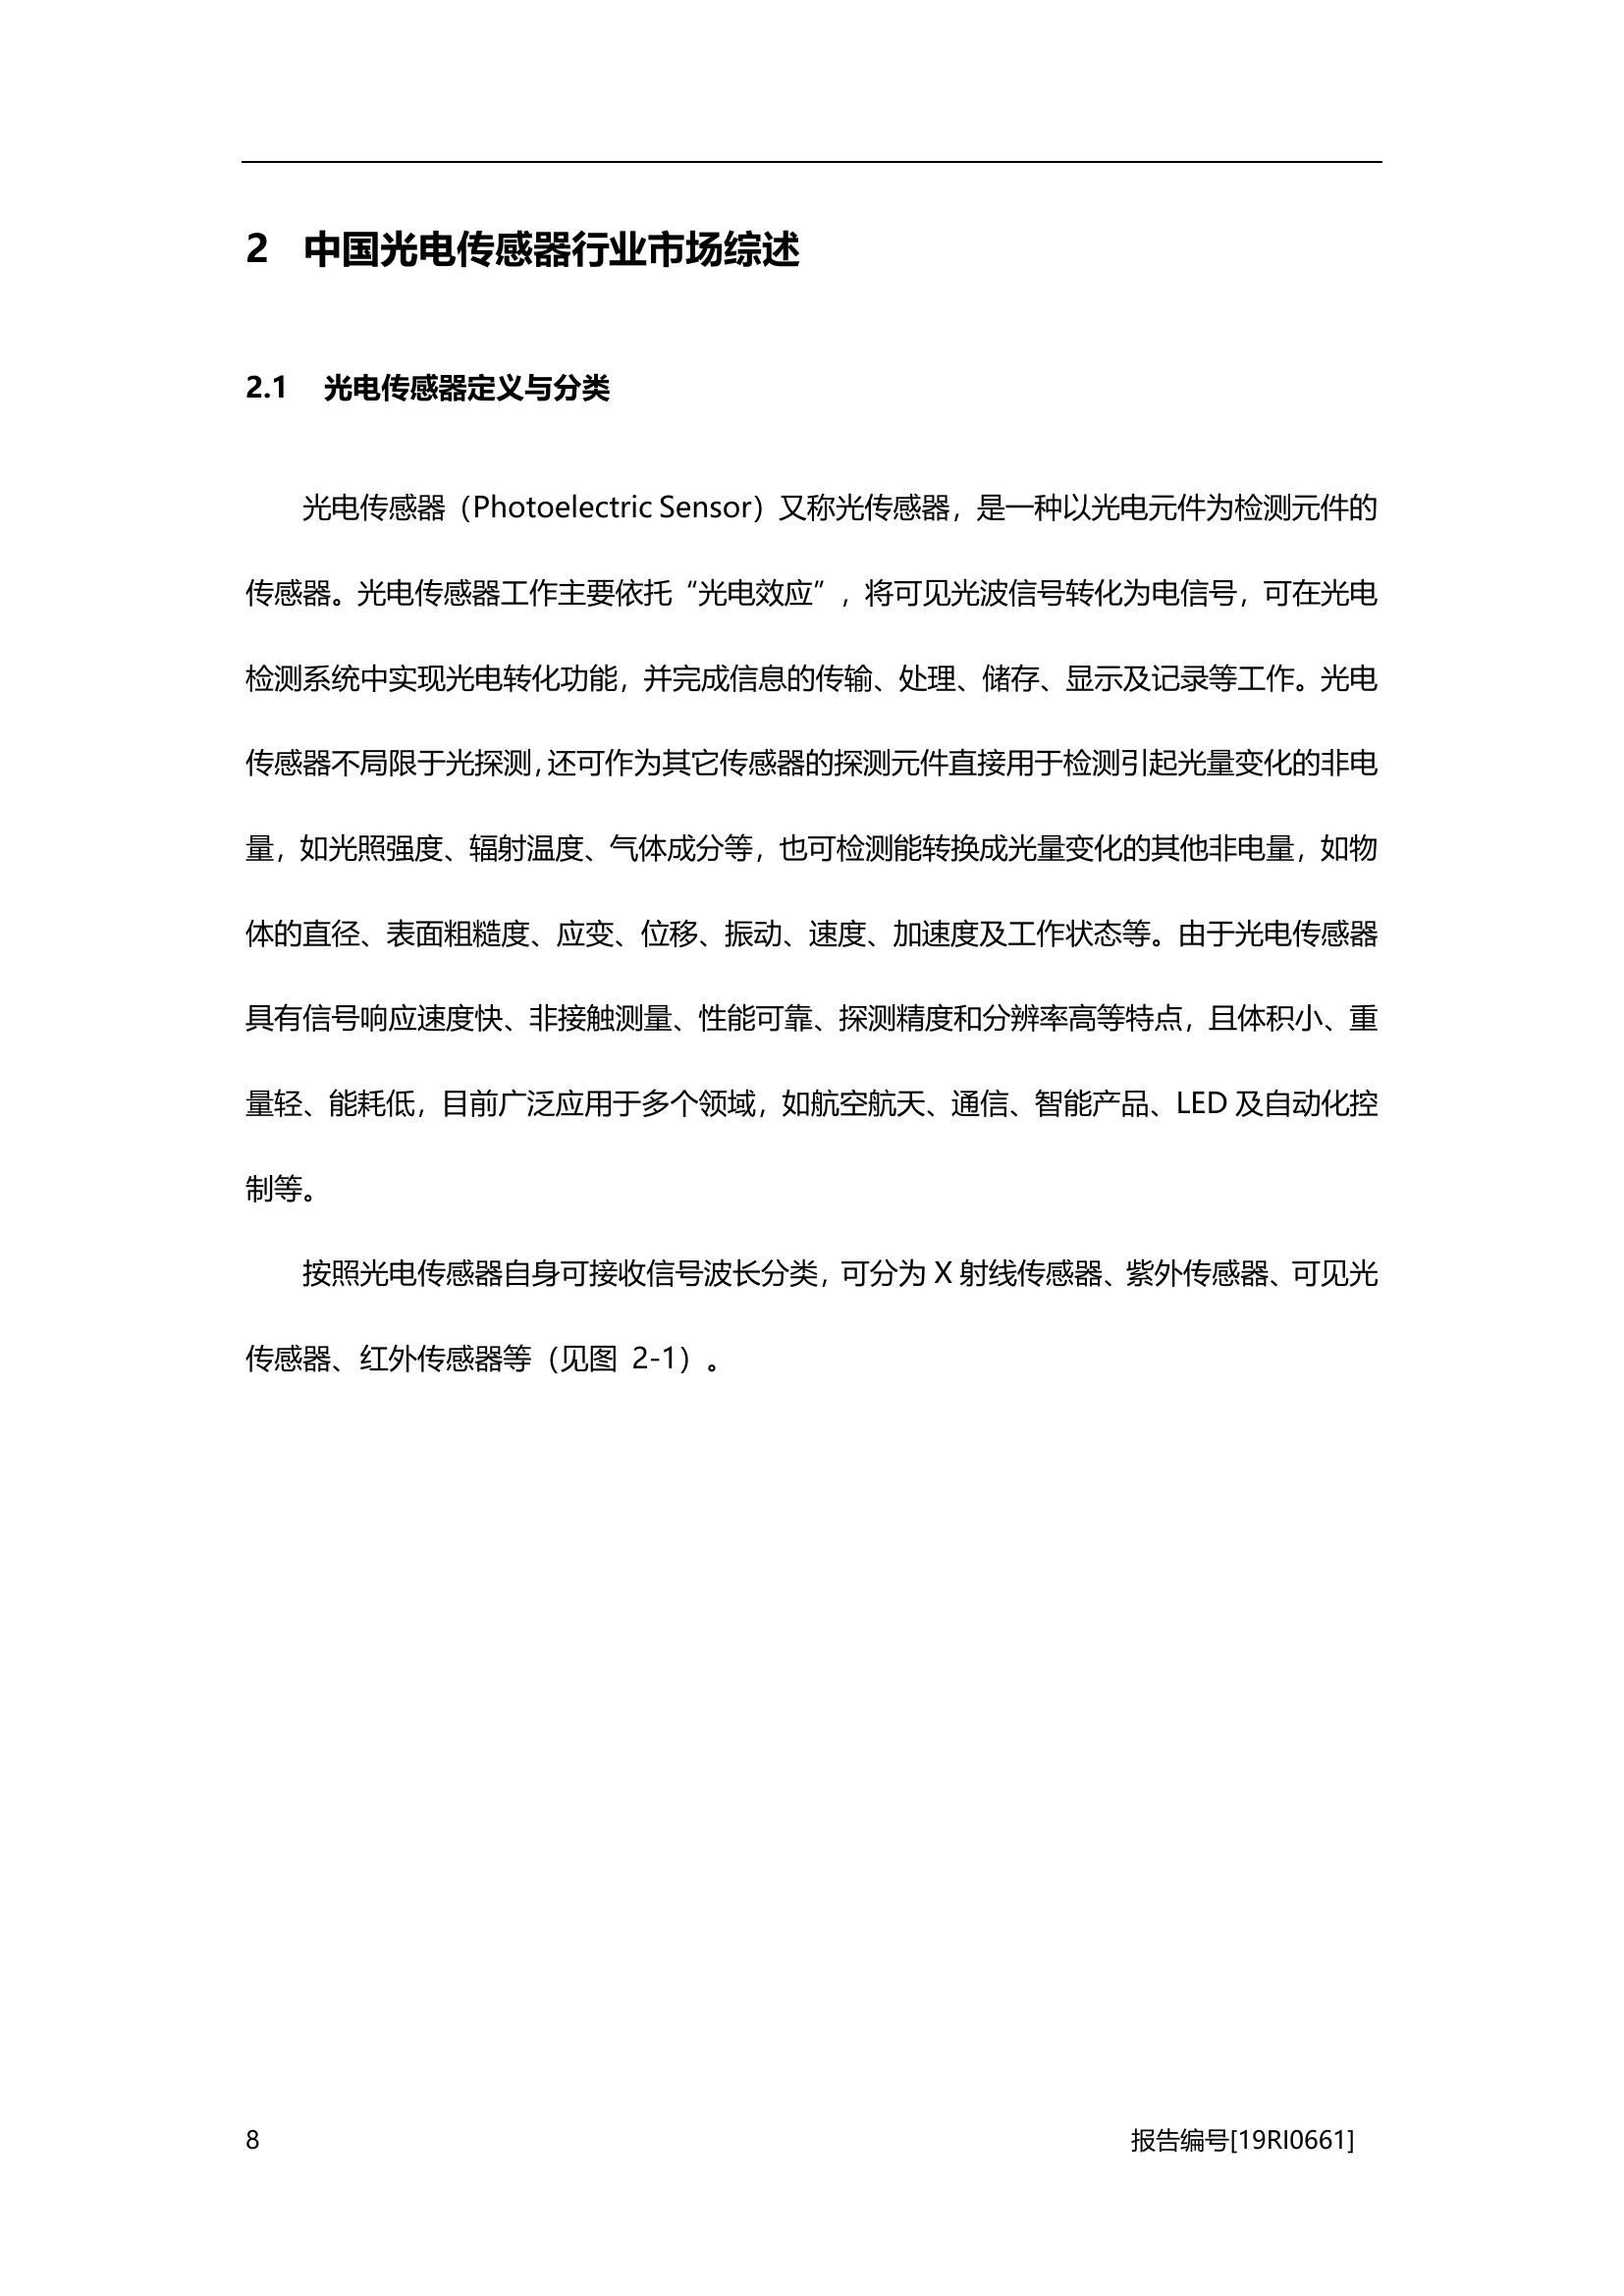 2 中国光电传感器行业市场综述
2.1 光电传感器定义与分类
光电传感器（Photoelectric Sensor）又称光传感器，是一种以光电元件为检测元件的
传感器。光电传感器工作主要依托“光电效应”，将可见光波信号转化为电信号，可在光电
检测系统中实现光电转化功能，并完成信息的传输、处理、储存、显示及记录等工作。光电
传感器不局限于光探测，还可作为其它传感器的探测元件直接用于检测引起光量变化的非电
量，如光照强度、辐射温度、气体成分等，也可检测能转换成光量变化的其他非电量，如物
体的直径、表面粗糙度、应变、位移、振动、速度、加速度及工作状态等。由于光电传感器
具有信号响应速度快、非接触测量、性能可靠、探测精度和分辨率高等特点，且体积小、重
量轻、能耗低，目前广泛应用于多个领域，如航空航天、通信、智能产品、LED 及自动化控
制等。
按照光电传感器自身可接收信号波长分类，可分为 X 射线传感器、紫外传感器、可见光
传感器、红外传感器等（见图 2-1）。
8 报告编号[19RI0661]